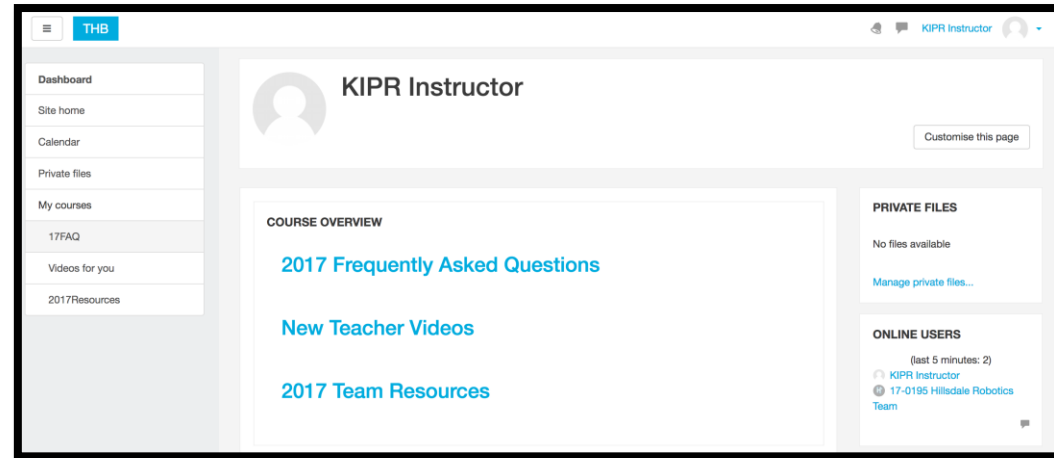 THB
KIPR Instructor
Dashboard
Site home
Calendar
Private files
My courses
17FAQ
Videos for you
2017Resources
KIPR Instructor
Customise this page
COURSE OVERVIEW
2017 Frequently Asked Questions
New Teacher Videos
2017 Team Resources
PRIVATE FILES
No files available
Manage private files...
ONLINE USERS
(last 5 minutes: 2)
KIPR Instructor
17-0195 Hillsdale Robotics
Team